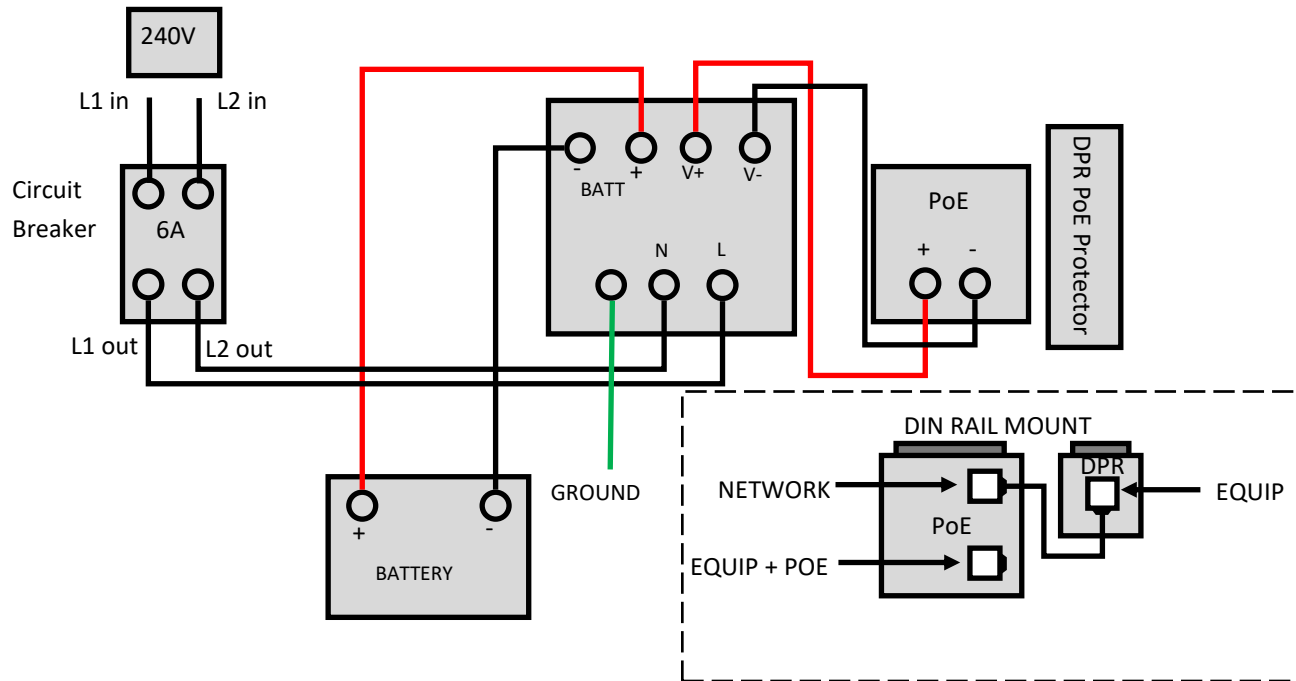 240V
L1 in
L2 in
Circuit
Breaker
6A
L1 out
L2 out
-
+
V+
V-
BATT
N
L
PoE
+
-
DPR PoE Protector
GROUND
+
-
BATTERY
DIN RAIL MOUNT
DPR
NETWORK
EQUIP
PoE
EQUIP + POE